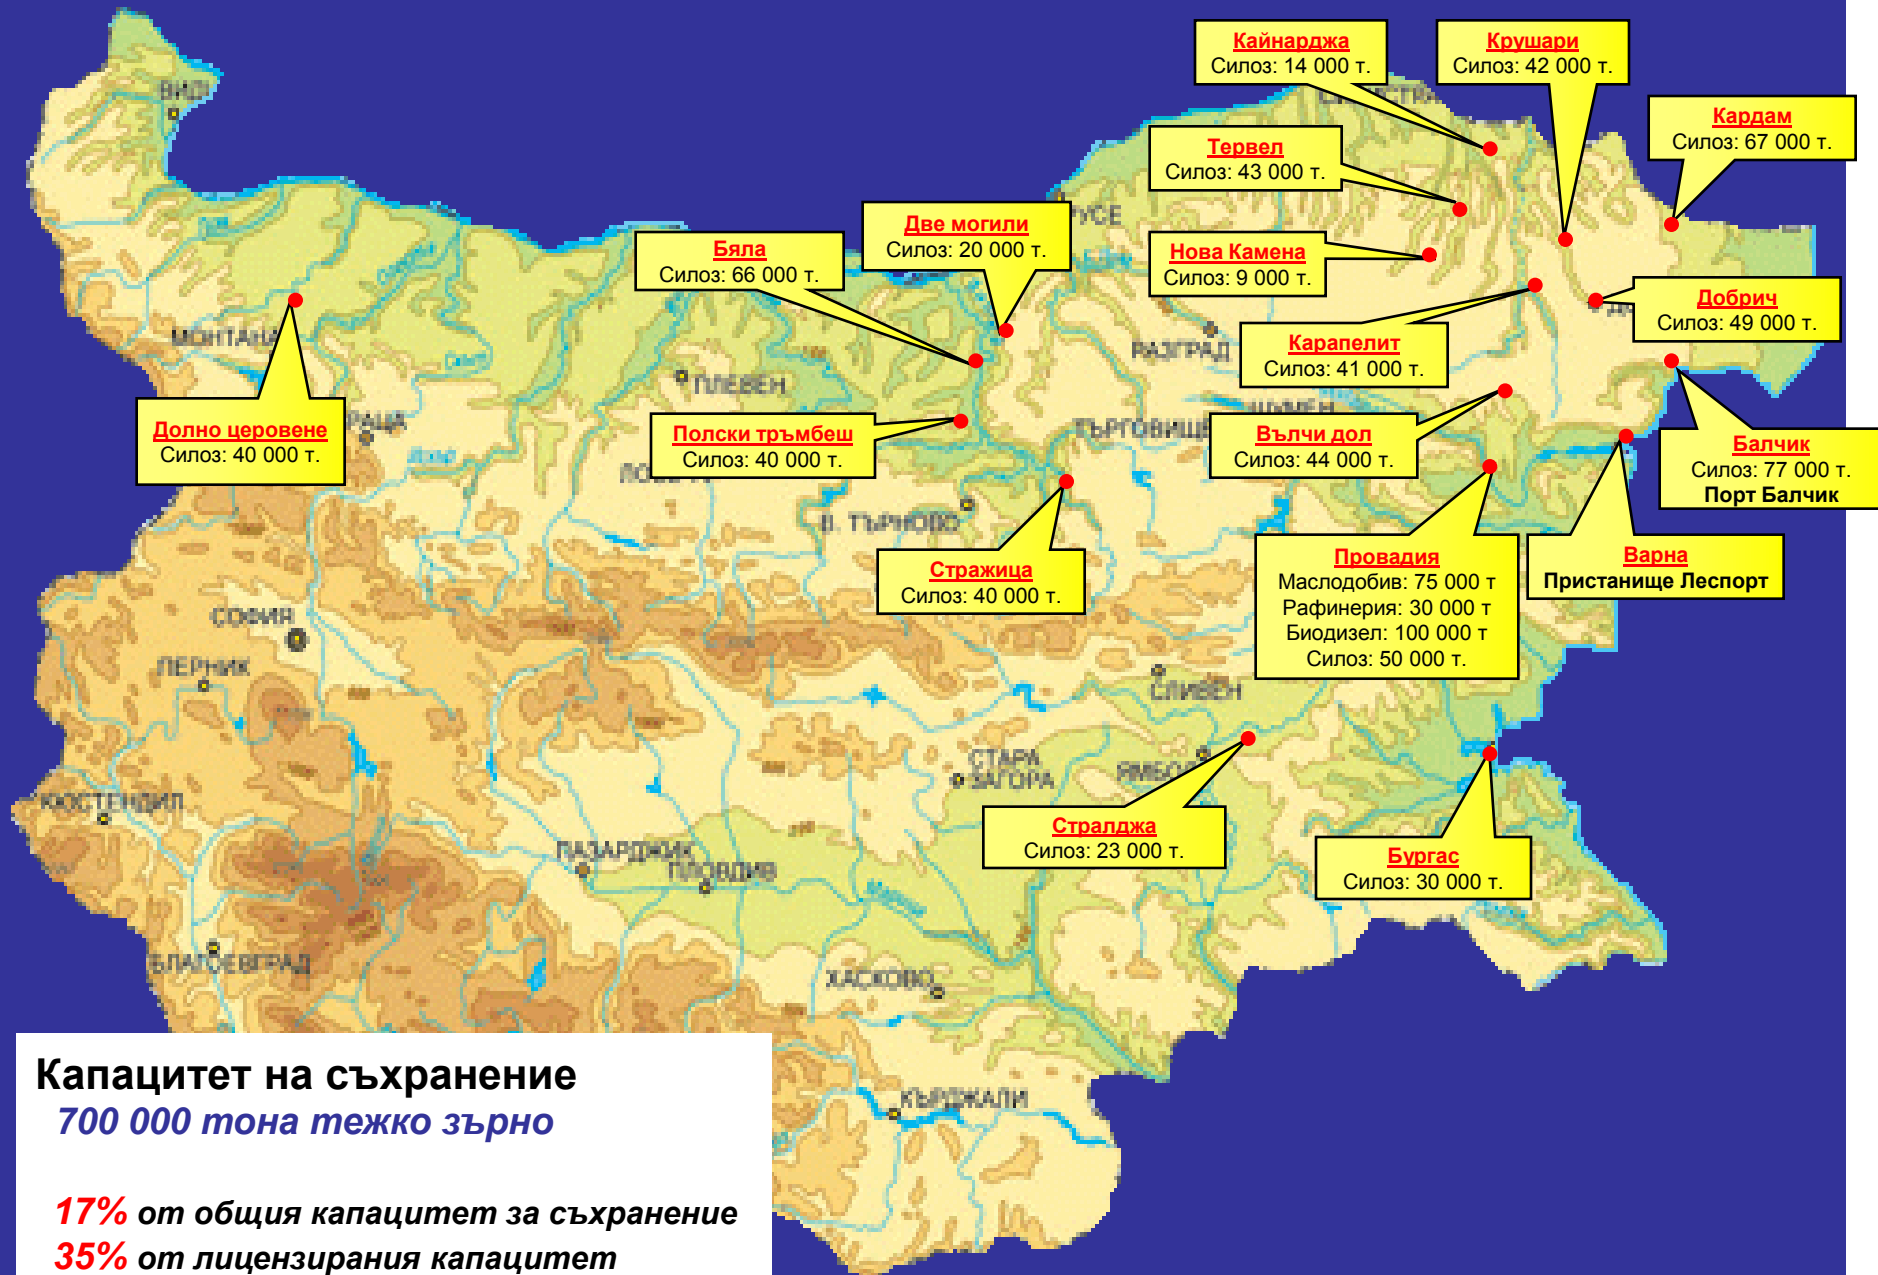 Кайнарджа
Силоз: 14 000 т.
Крушари
Силоз: 42 000 т.
Кардам
Силоз: 67 000 т.
Тервел
Силоз: 43 000 т.
Две могили
Силоз: 20 000 т.
Бяла
Силоз: 66 000 т.
Нова Камена
Силоз: 9 000 т.
Добрич
Силоз: 49 000 т.
Карапелит
Силоз: 41 000 т.
Долно церовене
Силоз: 40 000 т.
Полски тръмбеш
Силоз: 40 000 т.
Вълчи дол
Силоз: 44 000 т.
Балчик
Силоз: 77 000 т.
Порт Балчик
Стражица
Силоз: 40 000 т.
Провадия
Маслодобив: 75 000 т
Рафинерия: 30 000 т
Биодизел: 100 000 т
Силоз: 50 000 т.
Варна
Пристанище Леспорт
Стралджа
Силоз: 23 000 т.
Бургас
Силоз: 30 000 т.
МОНТАНА
ПЛЕВЕН
РАЗГРАД
В. ТЪРНОВО
СОФИЯ
ПЕРНИК
СЛИВЕН
СТАРА
ЗАГОРА
КЮСТЕНДИЛ
ПАЗАРДЖИК
ПЛОВДИВ
БЛАГОЕВГРАД
ХАСКОВО
КЪРДЖАЛИ
Капацитет на съхранение
700 000 тона тежко зърно
17% от общия капацитет за съхранение
35% от лицензирания капацитет